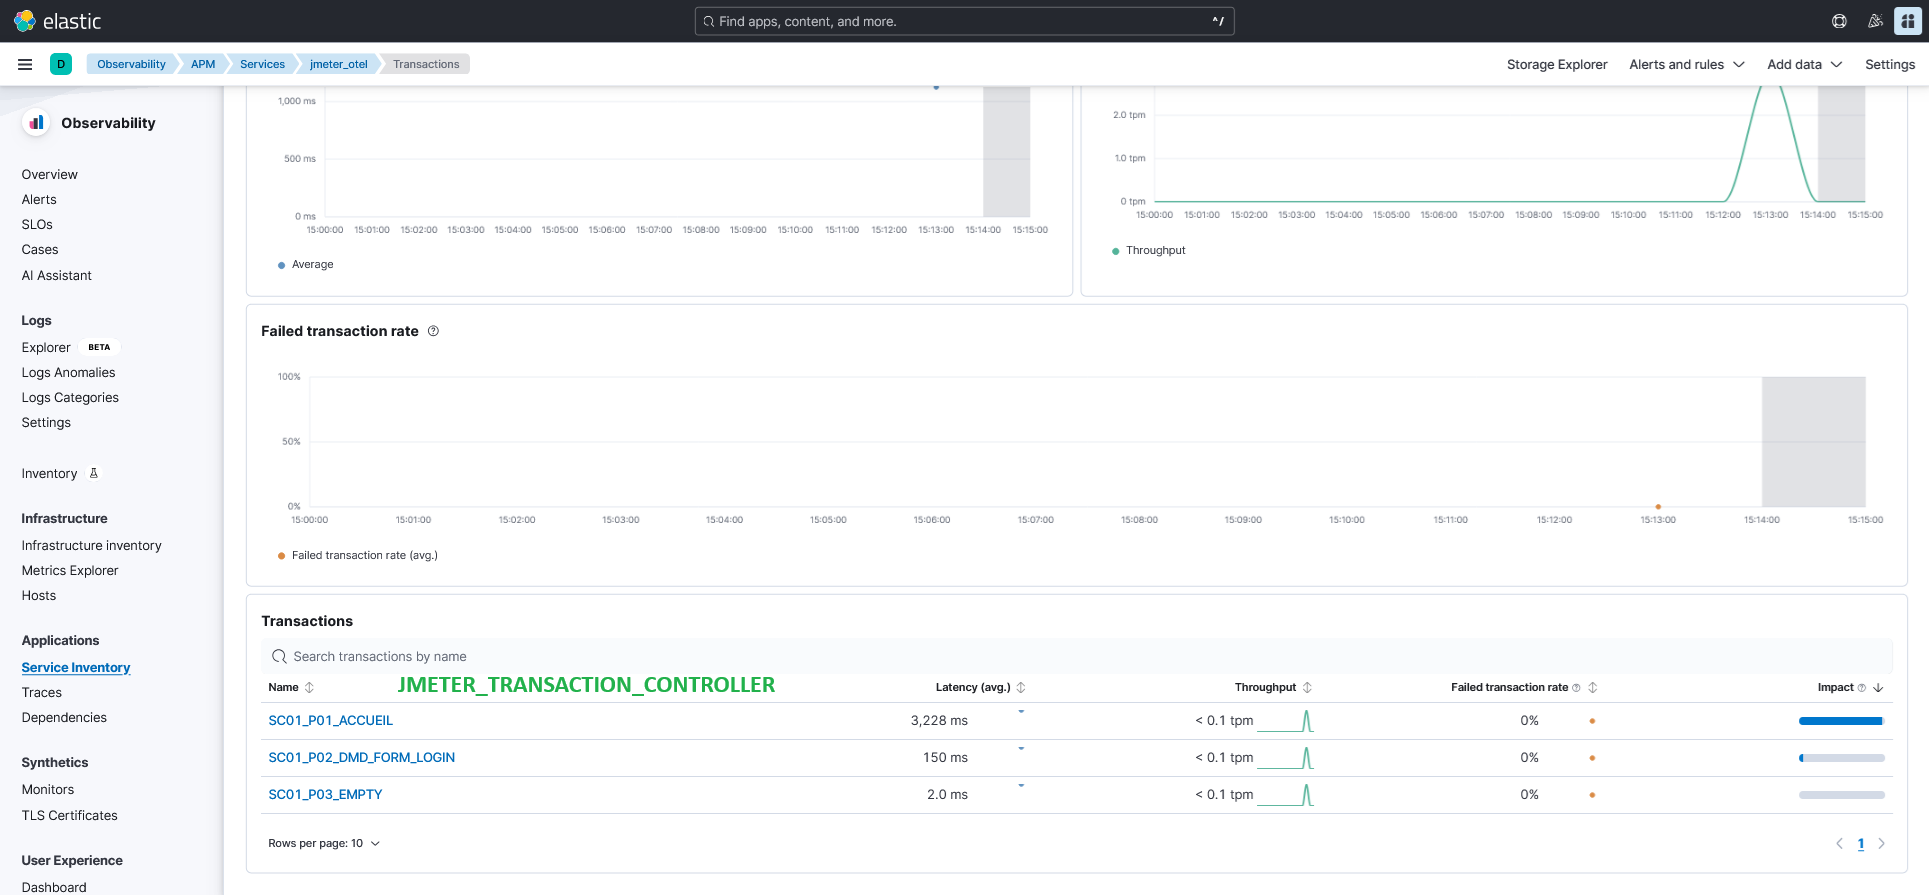 elastic
Find apps, content, and more.
^/
D
Observability
APM
Services
jmeter_otel
Transactions
Storage Explorer
Alerts and rules
Add data
Settings
Observability
Overview
Alerts
SLOs
Cases
AI Assistant
Logs
Explorer BETA
Logs Anomalies
Logs Categories
Settings
Inventory
Infrastructure
Infrastructure inventory
Metrics Explorer
Hosts
Applications
Service Inventory
Traces
Dependencies
Synthetics
Monitors
TLS Certificates
User Experience
Dashboard
1,000 ms
500 ms
0 ms
15:00:00 15:01:00 15:02:00 15:03:00 15:04:00 15:05:00 15:06:00 15:07:00 15:08:00 15:09:00 15:10:00 15:11:00 15:12:00 15:13:00 15:14:00 15:15:00
Average
2.0 tpm
1.0 tpm
0 tpm
15:00:00 15:01:00 15:02:00 15:03:00 15:04:00 15:05:00 15:06:00 15:07:00 15:08:00 15:09:00 15:10:00 15:11:00 15:12:00 15:13:00 15:14:00 15:15:00
Throughput
Failed transaction rate
100%
50%
0%
15:00:00 15:01:00 15:02:00 15:03:00 15:04:00 15:05:00 15:06:00 15:07:00 15:08:00 15:09:00 15:10:00 15:11:00 15:12:00 15:13:00 15:14:00 15:15:00
Failed transaction rate (avg.)
Transactions
Search transactions by name
Name JMETER_TRANSACTION_CONTROLLER Latency (avg.) Throughput Failed transaction rate Impact
SC01_P01_ACCUEIL 3,228 ms < 0.1 tpm 0%
SC01_P02_DMD_FORM_LOGIN 150 ms < 0.1 tpm 0%
SC01_P03_EMPTY 2.0 ms < 0.1 tpm 0%
Rows per page: 10
1